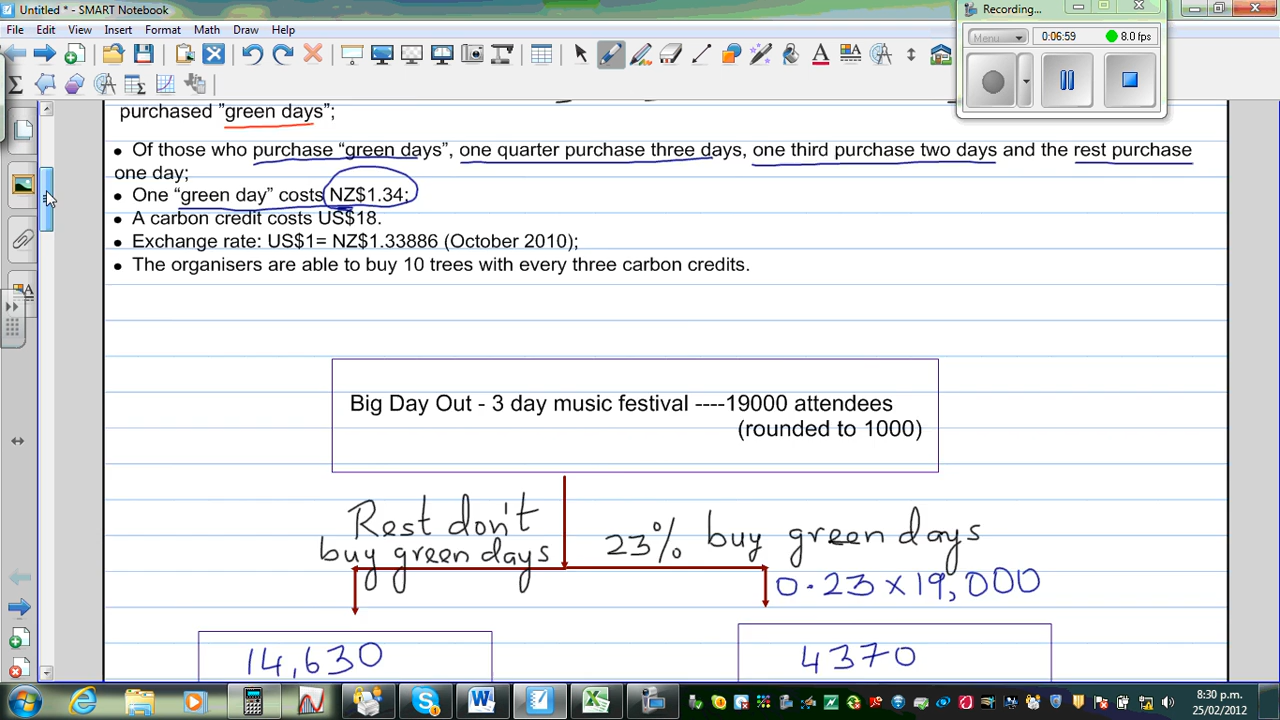 Untitled * - SMART Notebook
File Edit View Insert Format Math Draw Help
Recording...
Menu 0:06:59 8.0 fps
purchased "green days";
• Of those who purchase "green days", one quarter purchase three days, one third purchase two days and the rest purchase
one day;
• One "green day" costs NZ$1.34;
• A carbon credit costs US$18.
• Exchange rate: US$1= NZ$1.33886 (October 2010);
• The organisers are able to buy 10 trees with every three carbon credits.
Big Day Out - 3 day music festival ----19000 attendees
(rounded to 1000)
Rest don't
buy green days
23% buy green days
0.23 x 19,000
14,630
4370
8:30 p.m.
25/02/2012